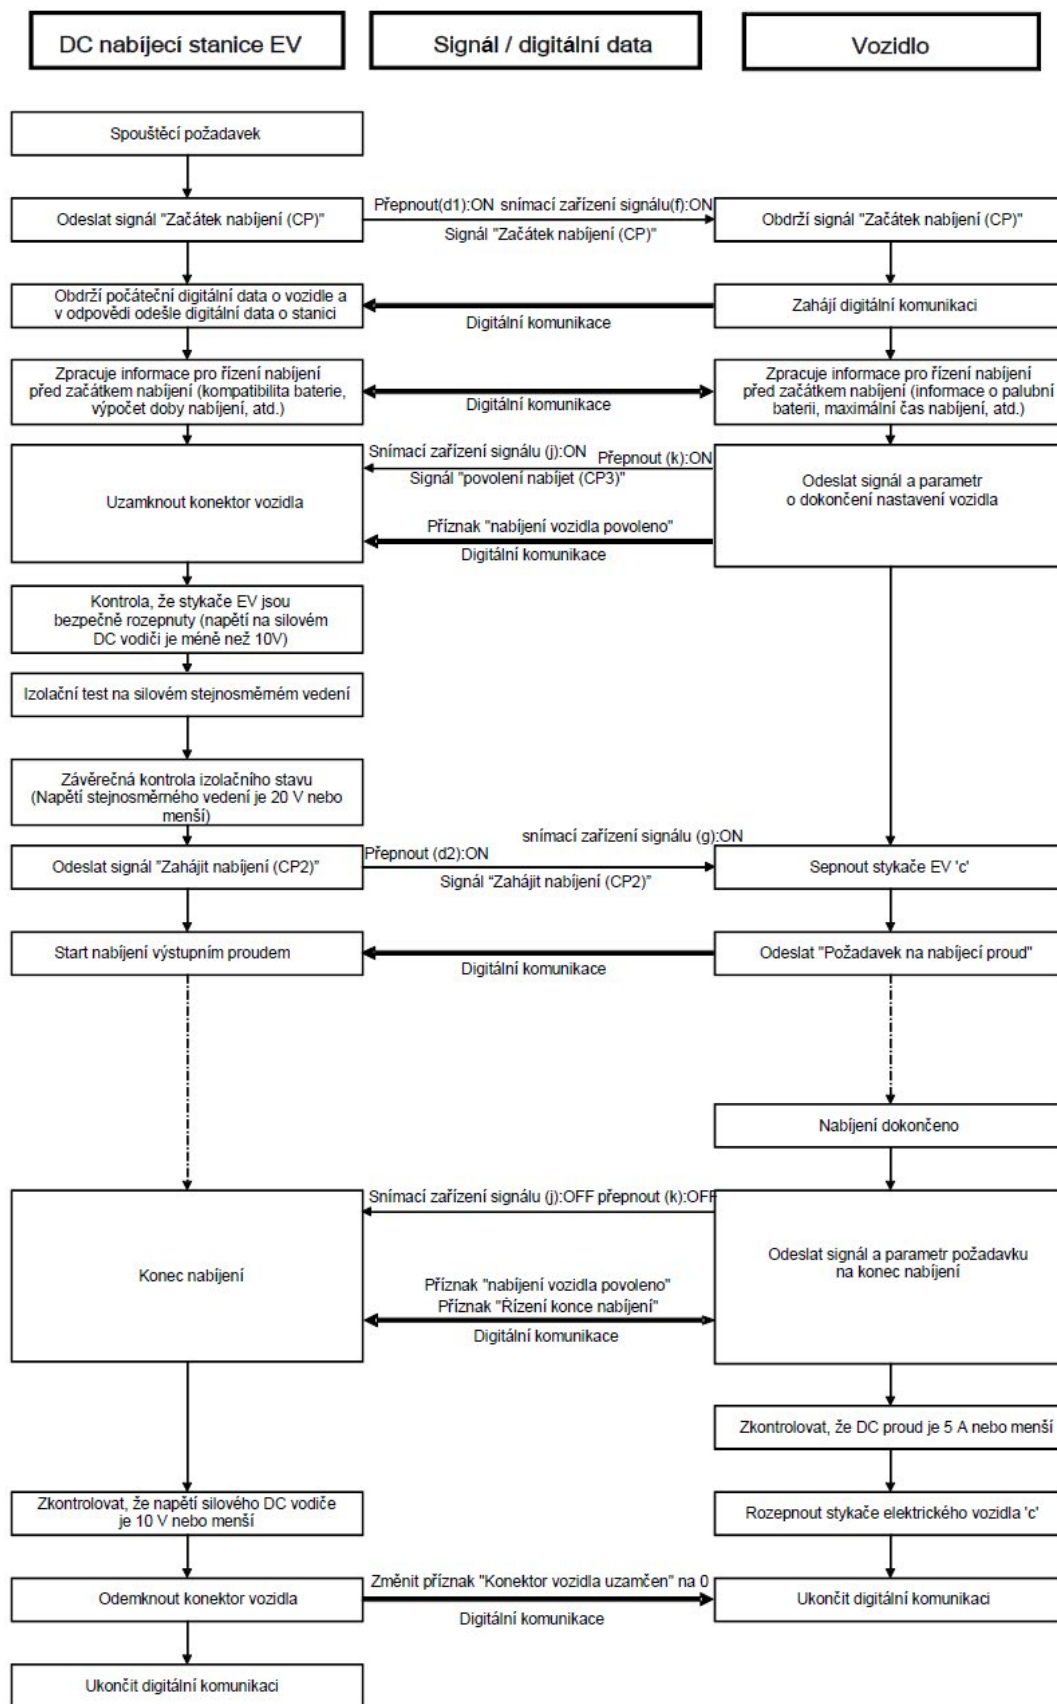 DC nabíjecí stanice EV
Signál / digitální data
Vozidlo
Spouštěcí požadavek
Odeslat signál "Začátek nabíjení (CP)"
Přepnout(d1):ON snímací zařízení signálu(f):ON
Signál "Začátek nabíjení (CP)"
Obdrží signál "Začátek nabíjení (CP)"
Obdrží počáteční digitální data o vozidle a
v odpovědi odešle digitální data o stanici
Digitální komunikace
Zahájí digitální komunikaci
Zpracuje informace pro řízení nabíjení
před začátkem nabíjení (kompatibilita baterie,
výpočet doby nabíjení, atd.)
Digitální komunikace
Zpracuje informace pro řízení nabíjení
před začátkem nabíjení (informace o palubní
baterii, maximální čas nabíjení, atd.)
Uzamknout konektor vozidla
Snímací zařízení signálu (j):ON
Přepnout (k):ON
Signál "povolení nabíjet (CP3)"
Příznak "nabíjení vozidla povoleno"
Digitální komunikace
Odeslat signál a parametr
o dokončení nastavení vozidla
Kontrola, že stykače EV jsou
bezpečně rozepnuty (napětí na silovém
DC vodiči je méně než 10V)
Izolační test na silovém stejnosměrném vedení
Závěrečná kontrola izolačního stavu
(Napětí stejnosměrného vedení je 20 V nebo
menší)
Odeslat signál "Zahájit nabíjení (CP2)"
snímací zařízení signálu (g):ON
Přepnout (d2):ON
Signál “Zahájit nabíjení (CP2)”
Sepnout stykače EV 'c'
Start nabíjení výstupním proudem
Digitální komunikace
Odeslat "Požadavek na nabíjecí proud"
Nabíjení dokončeno
Konec nabíjení
Snímací zařízení signálu (j):OFF přepnout (k):OFF
Příznak "nabíjení vozidla povoleno"
Příznak "Řízení konce nabíjení"
Digitální komunikace
Odeslat signál a parametr požadavku
na konec nabíjení
Zkontrolovat, že DC proud je 5 A nebo menší
Zkontrolovat, že napětí silového DC vodiče
je 10 V nebo menší
Rozepnout stykače elektrického vozidla 'c'
Odemknout konektor vozidla
Změnit příznak "Konektor vozidla uzamčen" na 0
Digitální komunikace
Ukončit digitální komunikaci
Ukončit digitální komunikaci